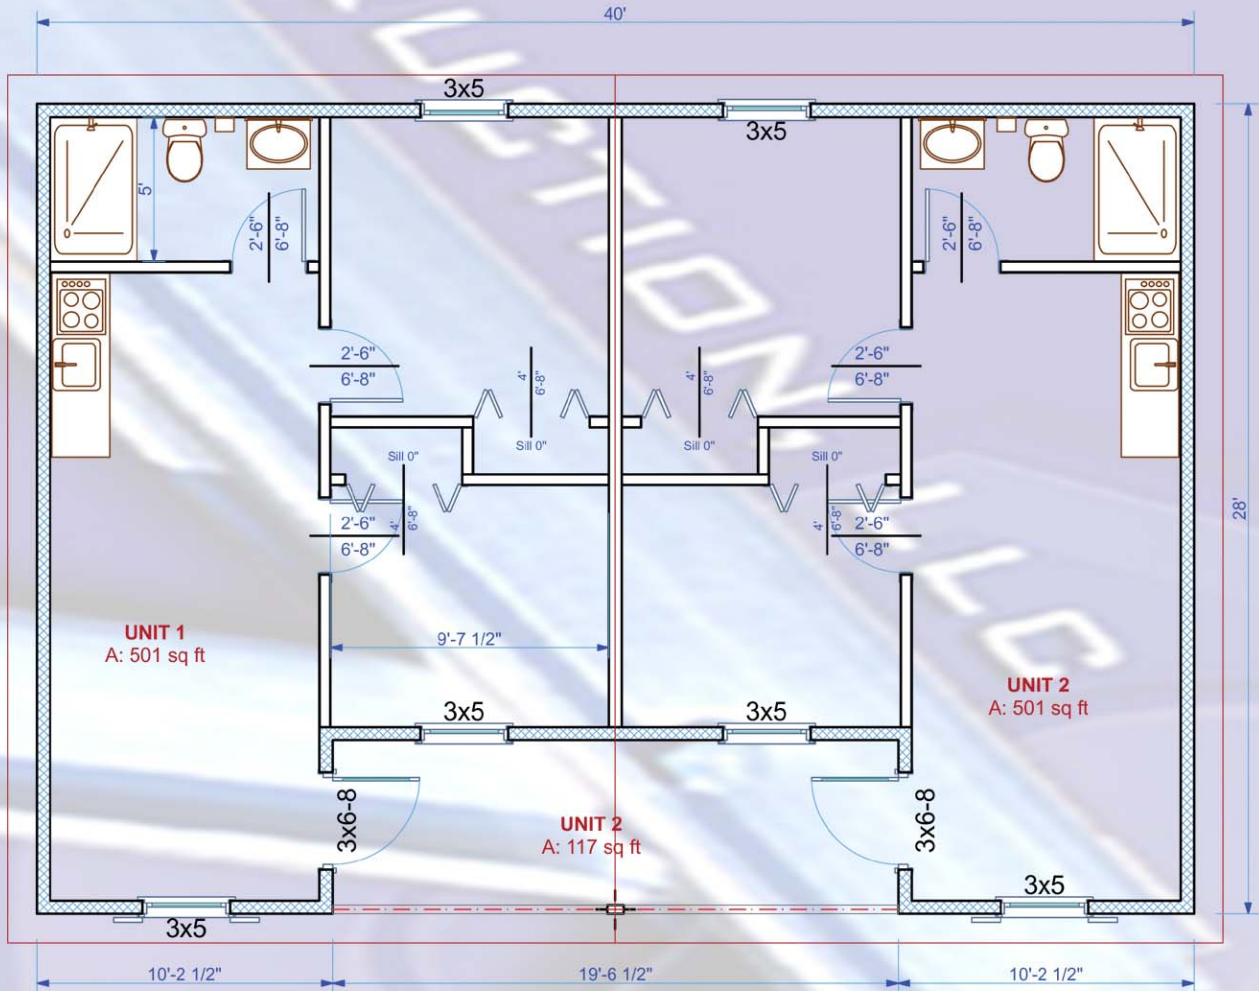 40'
3x5
3x5
5'
2'-6"
6'-8"
2'-6"
6'-8"
2'-6"
6'-8"
4'
6'-8"
Sill 0"
4'
6'-8"
Sill 0"
2'-6"
6'-8"
Sill 0"
4'
6'-8"
2'-6"
6'-8"
Sill 0"
4'
6'-8"
2'-6"
6'-8"
28'
UNIT 1
A: 501 sq ft
9'-7 1/2"
UNIT 2
A: 501 sq ft
3x5
3x5
3x6-8
UNIT 2
A: 117 sq ft
3x6-8
3x5
3x5
10'-2 1/2"
19'-6 1/2"
10'-2 1/2"
UCTION, LLC